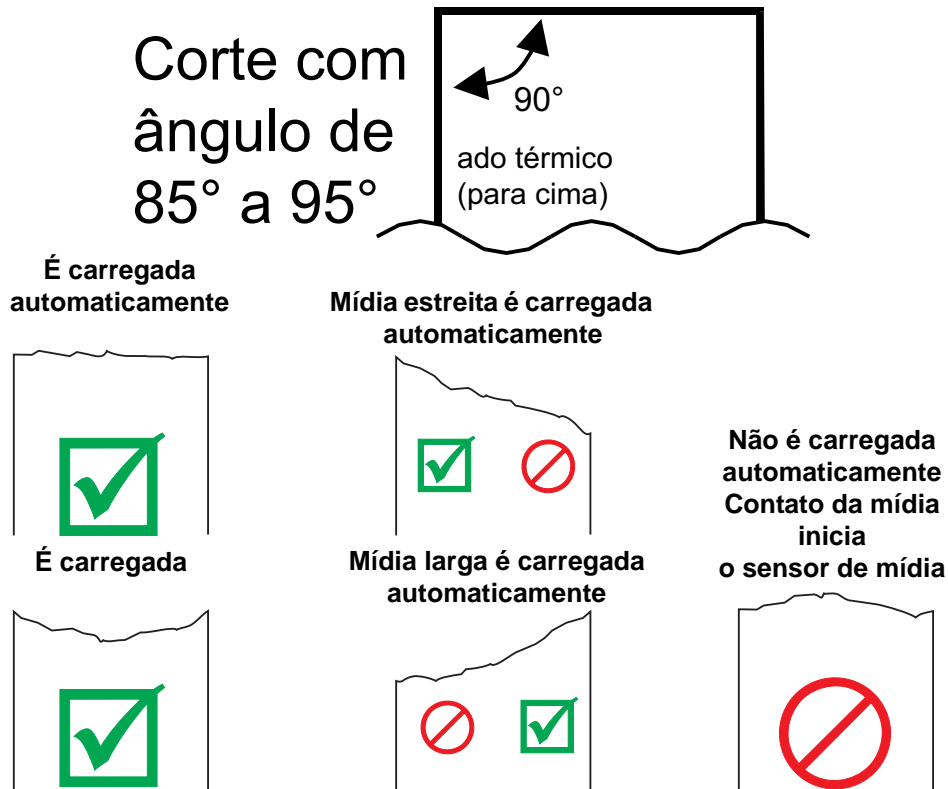 Corte com
ângulo de
85° a 95°
90°
ado térmico
(para cima)
É carregada
automaticamente
Mídia estreita é carregada
automaticamente
Não é carregada
automaticamente
Contato da mídia
inicia
o sensor de mídia
É carregada
Mídia larga é carregada
automaticamente